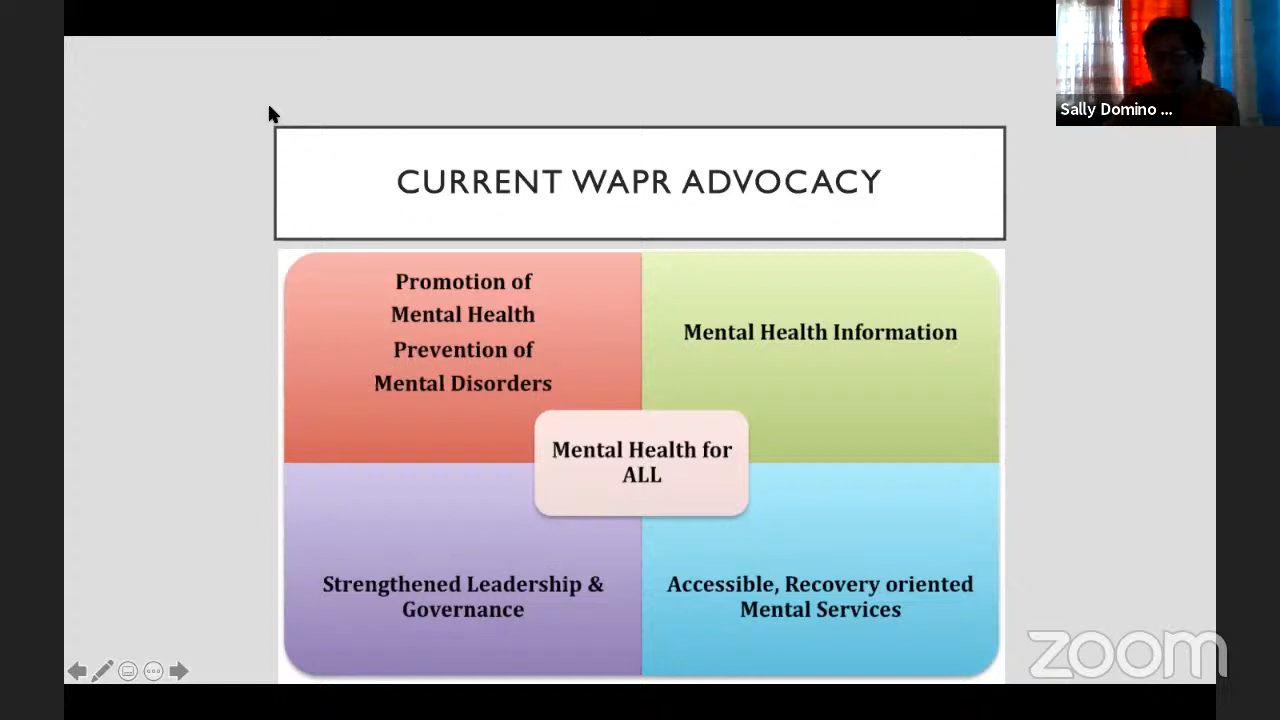 Sally Domino ...
CURRENT WAPR ADVOCACY
Promotion of
Mental Health
Prevention of
Mental Disorders
Mental Health Information
Mental Health for
ALL
Strengthened Leadership &
Governance
Accessible, Recovery oriented
Mental Services
zoom